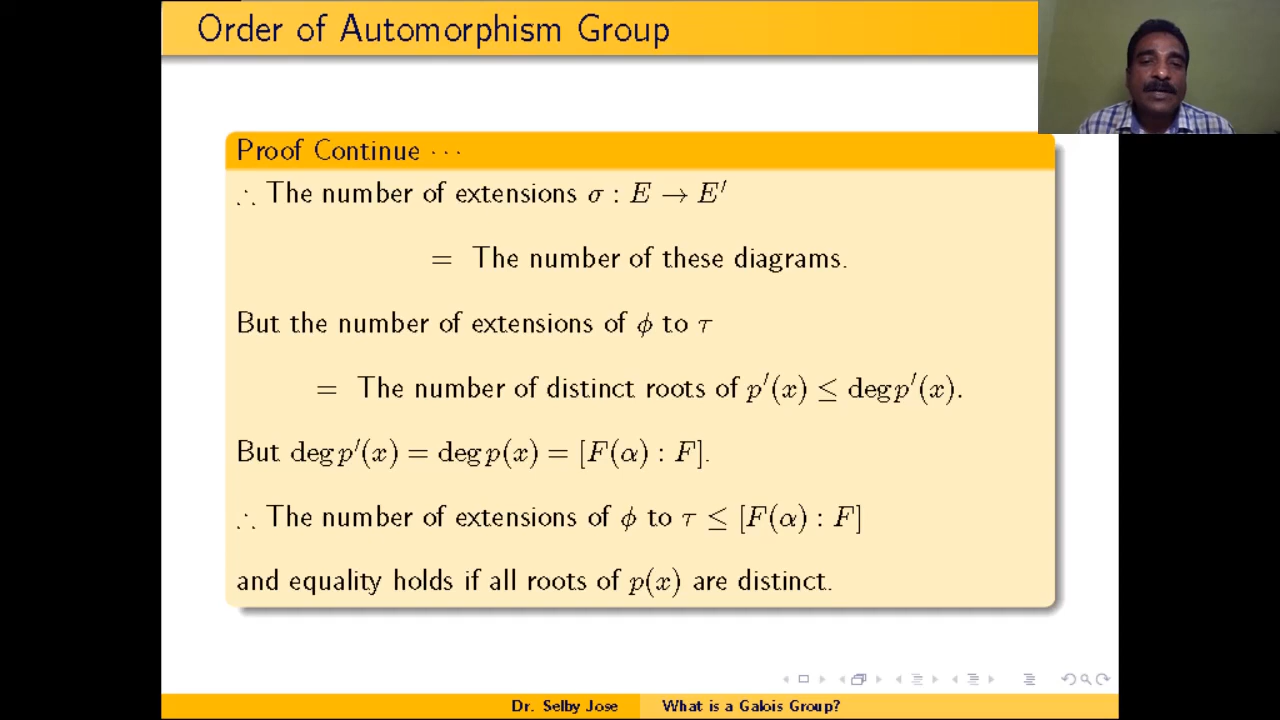 Order of Automorphism Group
Proof Continue · · ·
∴ The number of extensions σ : E → E′
= The number of these diagrams.
But the number of extensions of ϕ to τ
= The number of distinct roots of p′(x) ≤ deg p′(x).
But deg p′(x) = deg p(x) = [F(α) : F].
∴ The number of extensions of ϕ to τ ≤ [F(α) : F]
and equality holds if all roots of p(x) are distinct.
Dr. Selby Jose What is a Galois Group?